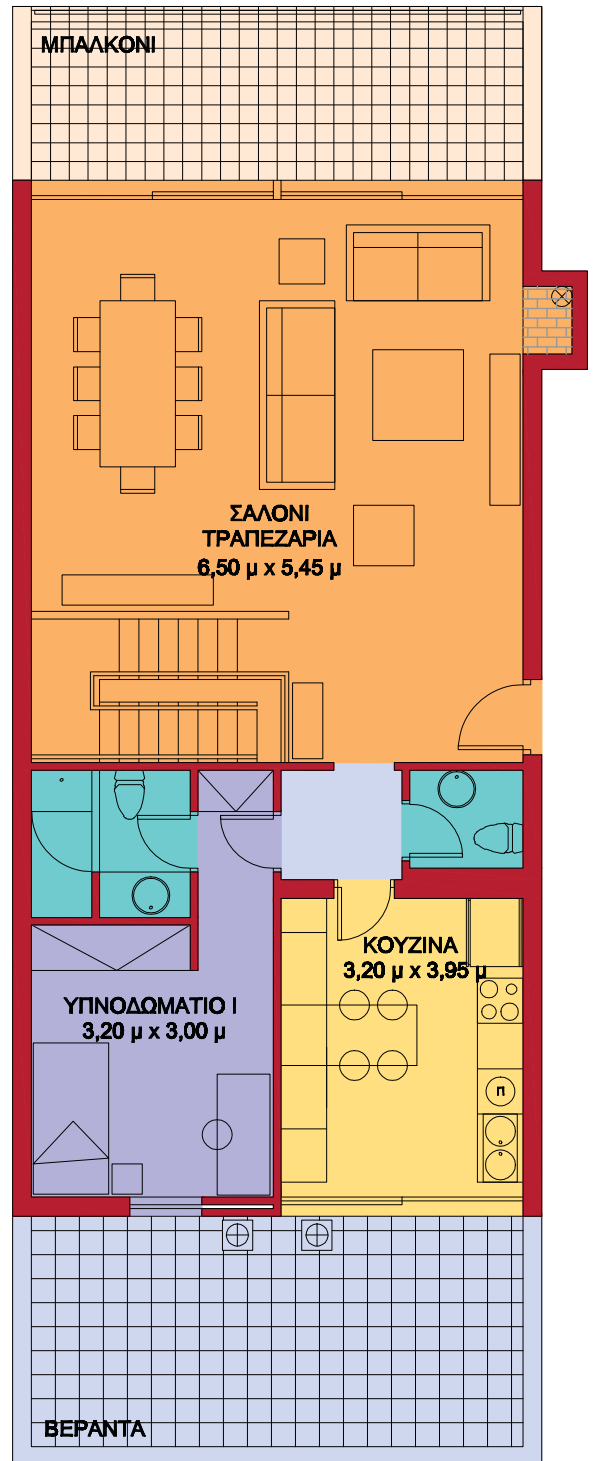 ΜΠΑΛΚΟΝΙ
ΣΑΛΟΝΙ
ΤΡΑΠΕΖΑΡΙΑ
6,50 μ x 5,45 μ
ΚΟΥΖΙΝΑ
3,20 μ x 3,95 μ
ΥΠΝΟΔΩΜΑΤΙΟ Ι
3,20 μ x 3,00 μ
Π
ΒΕΡΑΝΤΑ